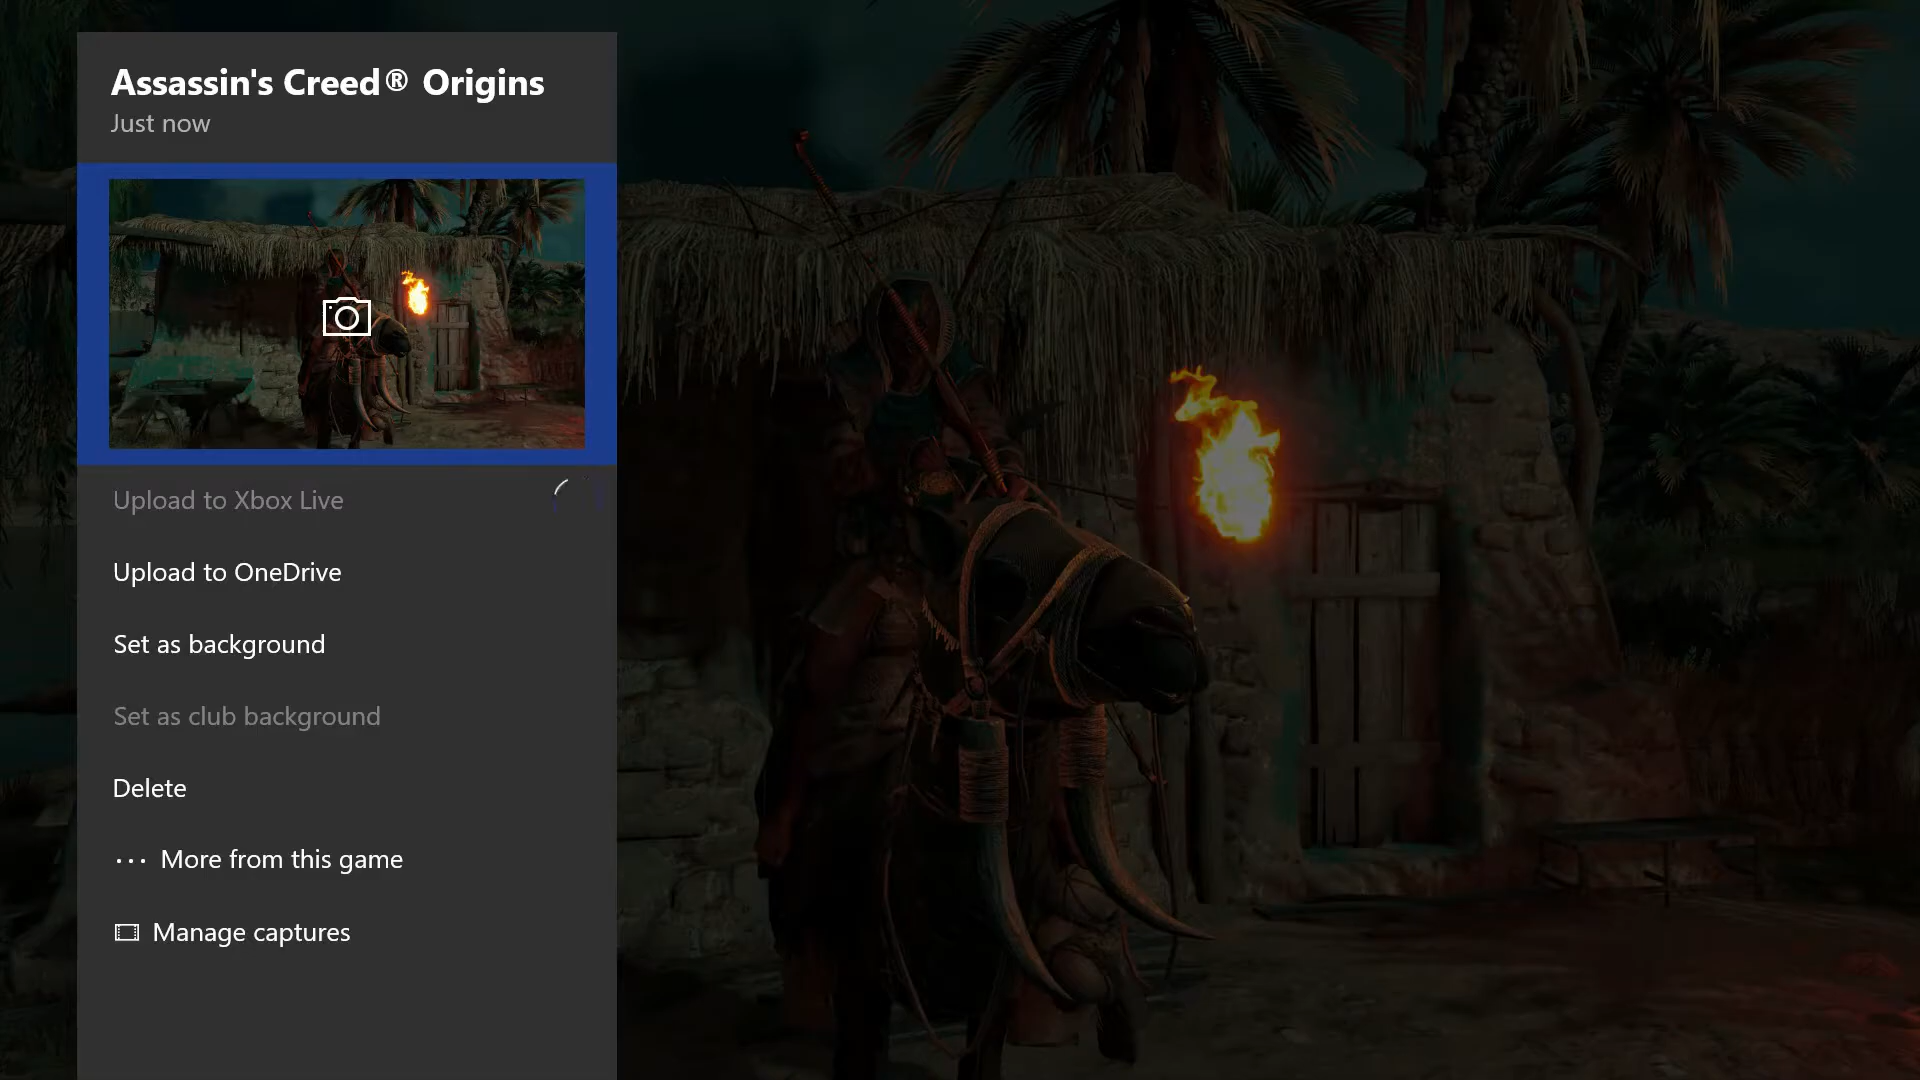 Assassin's Creed® Origins
Just now
Upload to Xbox Live
Upload to OneDrive
Set as background
Set as club background
Delete
··· More from this game
Manage captures